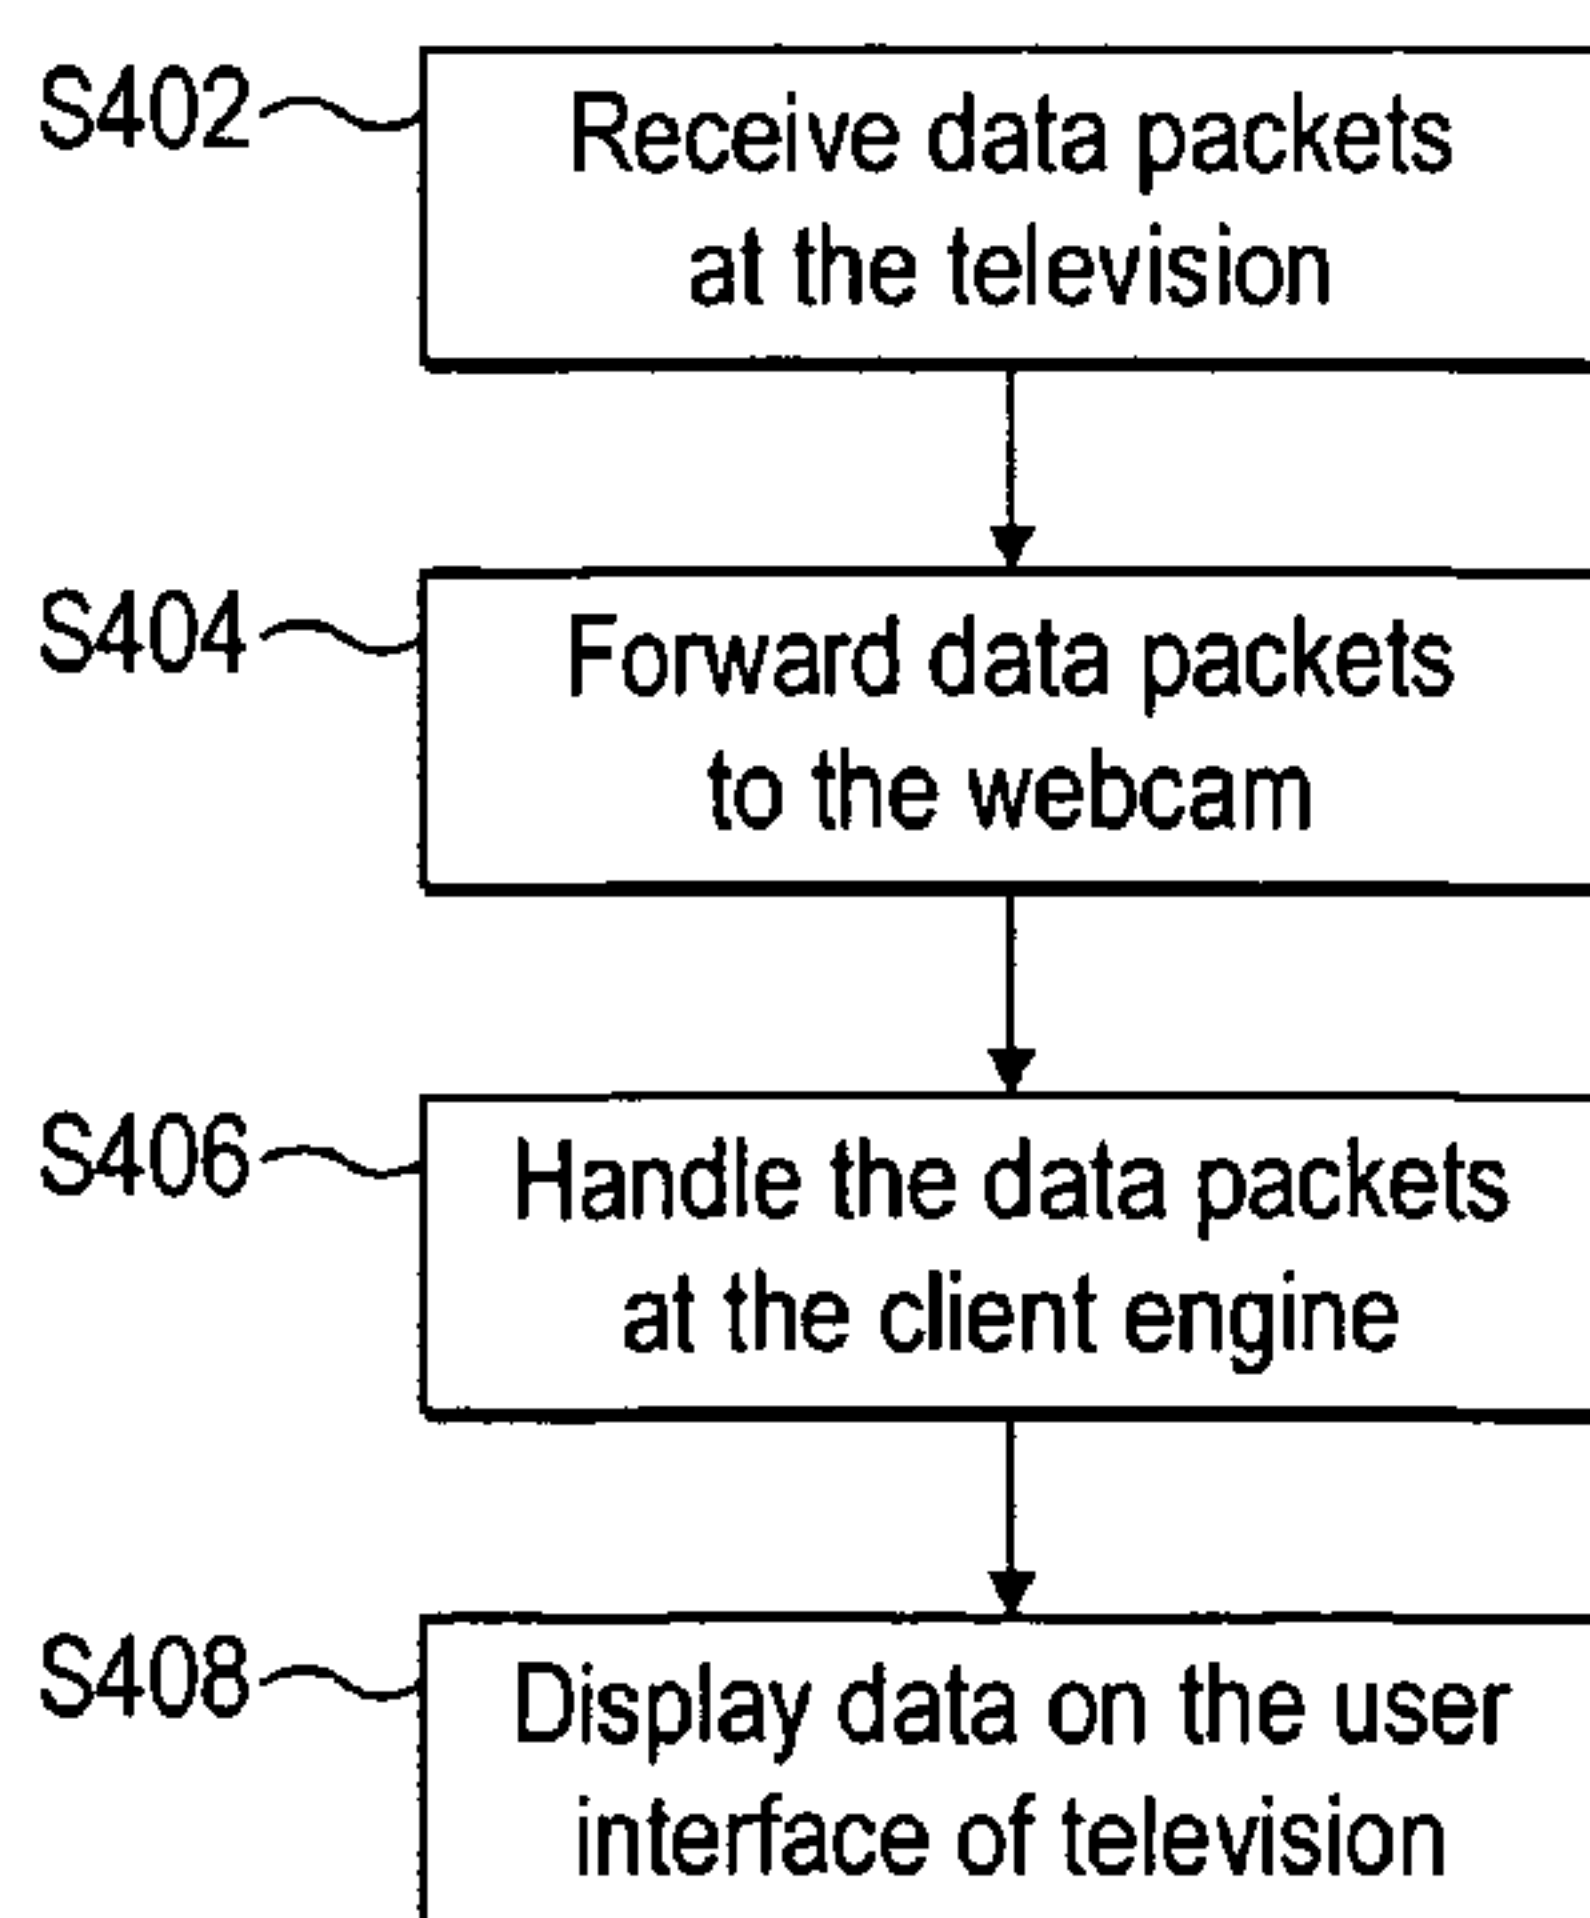 S402
Receive data packets
at the television
S404
Forward data packets
to the webcam
S406
Handle the data packets
at the client engine
S408
Display data on the user
interface of television